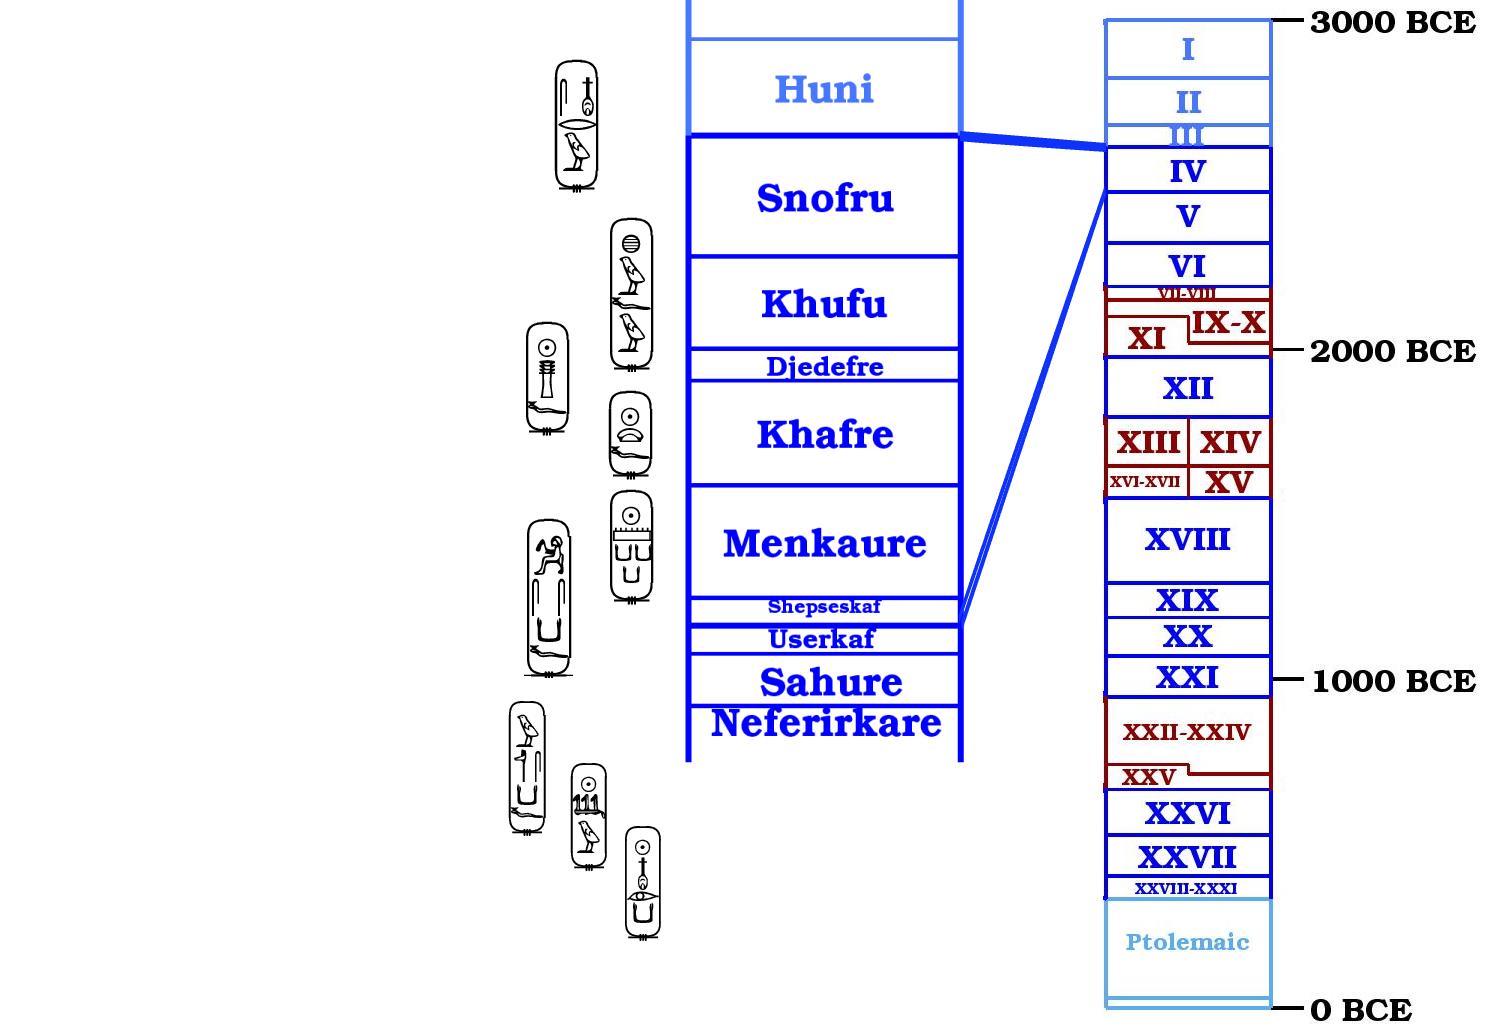 Huni
Snofru
Khufu
Djedefre
Khafre
Menkaure
Shepseskaf
Userkaf
Sahure
Neferirkare
3000 BCE
I
II
III
IV
V
VI
VII-VIII
IX-X
XI
2000 BCE
XII
XIII XIV
XVI-XVII XV
XVIII
XIX
XX
XXI
1000 BCE
XXII-XXIV
XXV
XXVI
XXVII
XXVIII-XXXI
Ptolemaic
0 BCE